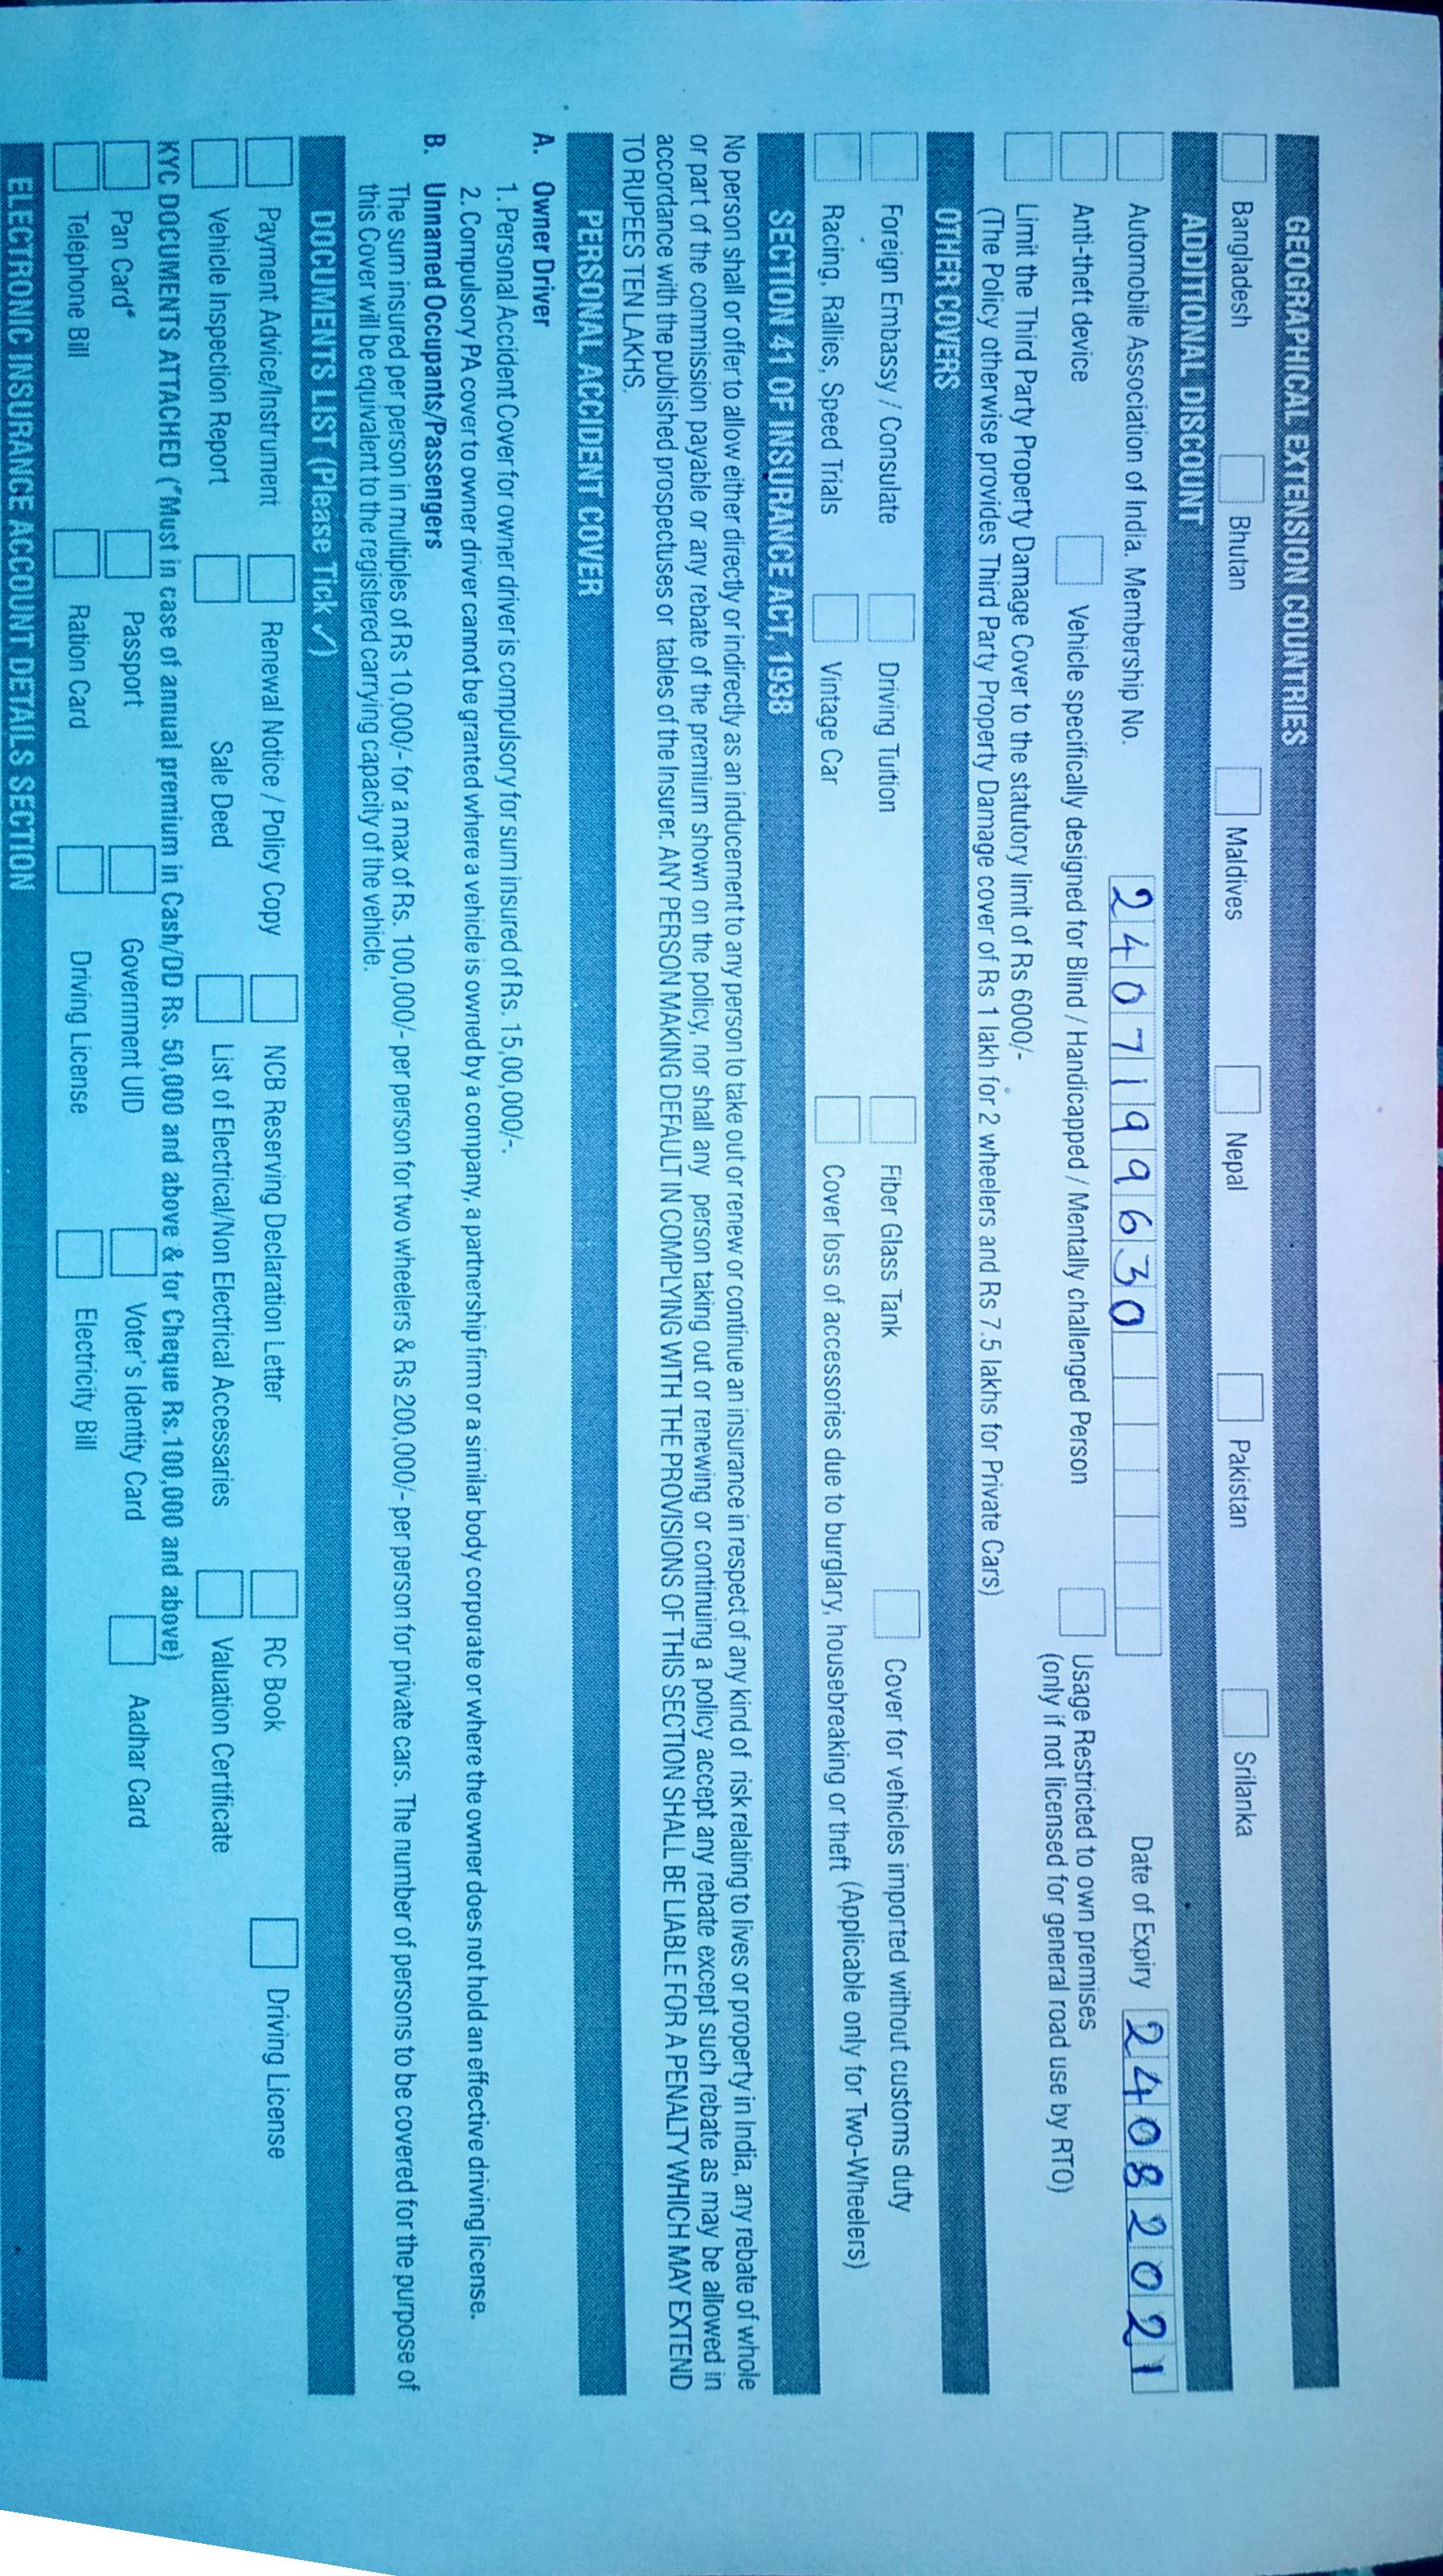 GEOGRAPHICAL EXTENSION COUNTRIES
Bangladesh Bhutan Maldives Nepal Pakistan Srilanka
ADDITIONAL DISCOUNT
Automobile Association of India. Membership No. 2407199630 Date of Expiry 24082021
Anti-theft device Vehicle specifically designed for Blind / Handicapped / Mentally challenged Person Usage Restricted to own premises
(only if not licensed for general road use by RTO)
Limit the Third Party Property Damage Cover to the statutory limit of Rs 6000/-
(The Policy otherwise provides Third Party Property Damage cover of Rs 1 lakh for 2 wheelers and Rs 7.5 lakhs for Private Cars)
OTHER COVERS
Foreign Embassy / Consulate Driving Tuition Fiber Glass Tank Cover for vehicles imported without customs duty
Racing, Rallies, Speed Trials Vintage Car Cover loss of accessories due to burglary, housebreaking or theft (Applicable only for Two-Wheelers)
SECTION 41 OF INSURANCE ACT, 1938
No person shall or offer to allow either directly or indirectly as an inducement to any person to take out or renew or continue an insurance in respect of any kind of risk relating to lives or property in India, any rebate of whole
or part of the commission payable or any rebate of the premium shown on the policy, nor shall any person taking out or renewing or continuing a policy accept any rebate except such rebate as may be allowed in
accordance with the published prospectuses or tables of the Insurer. ANY PERSON MAKING DEFAULT IN COMPLYING WITH THE PROVISIONS OF THIS SECTION SHALL BE LIABLE FOR A PENALTY WHICH MAY EXTEND
TO RUPEES TEN LAKHS.
PERSONAL ACCIDENT COVER
A. Owner Driver
1. Personal Accident Cover for owner driver is compulsory for sum insured of Rs. 15,00,000/-.
2. Compulsory PA cover to owner driver cannot be granted where a vehicle is owned by a company, a partnership firm or a similar body corporate or where the owner does not hold an effective driving license.
B. Unnamed Occupants/Passengers
The sum insured per person in multiples of Rs 10,000/- for a max of Rs. 100,000/- per person for two wheelers & Rs 200,000/- per person for private cars. The number of persons to be covered for the purpose of
this Cover will be equivalent to the registered carrying capacity of the vehicle.
DOCUMENTS LIST (Please Tick ✓)
Payment Advice/Instrument Renewal Notice / Policy Copy NCB Reserving Declaration Letter RC Book Driving License
Vehicle Inspection Report Sale Deed List of Electrical/Non Electrical Accessaries Valuation Certificate
KYC DOCUMENTS ATTACHED (*Must in case of annual premium in Cash/DD Rs. 50,000 and above & for Cheque Rs.100,000 and above)
Pan Card* Passport Government UID Voter's Identity Card Aadhar Card
Telephone Bill Ration Card Driving License Electricity Bill
ELECTRONIC INSURANCE ACCOUNT DETAILS SECTION